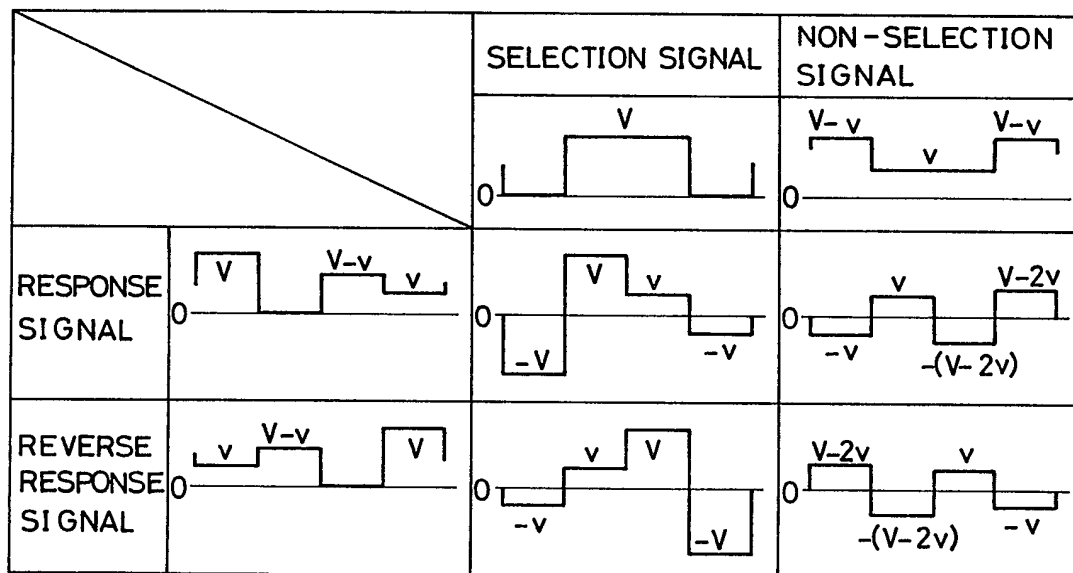 SELECTION SIGNAL
NON-SELECTION
SIGNAL
V
0
V-v
v
V-v
0
RESPONSE
SIGNAL
V
V-v
v
0
V
v
0
-V
-v
v
V-2v
0
-v
-(V-2v)
REVERSE
RESPONSE
SIGNAL
v
V-v
V
0
v
V
0
-v
-V
V-2v
v
0
-(V-2v)
-v